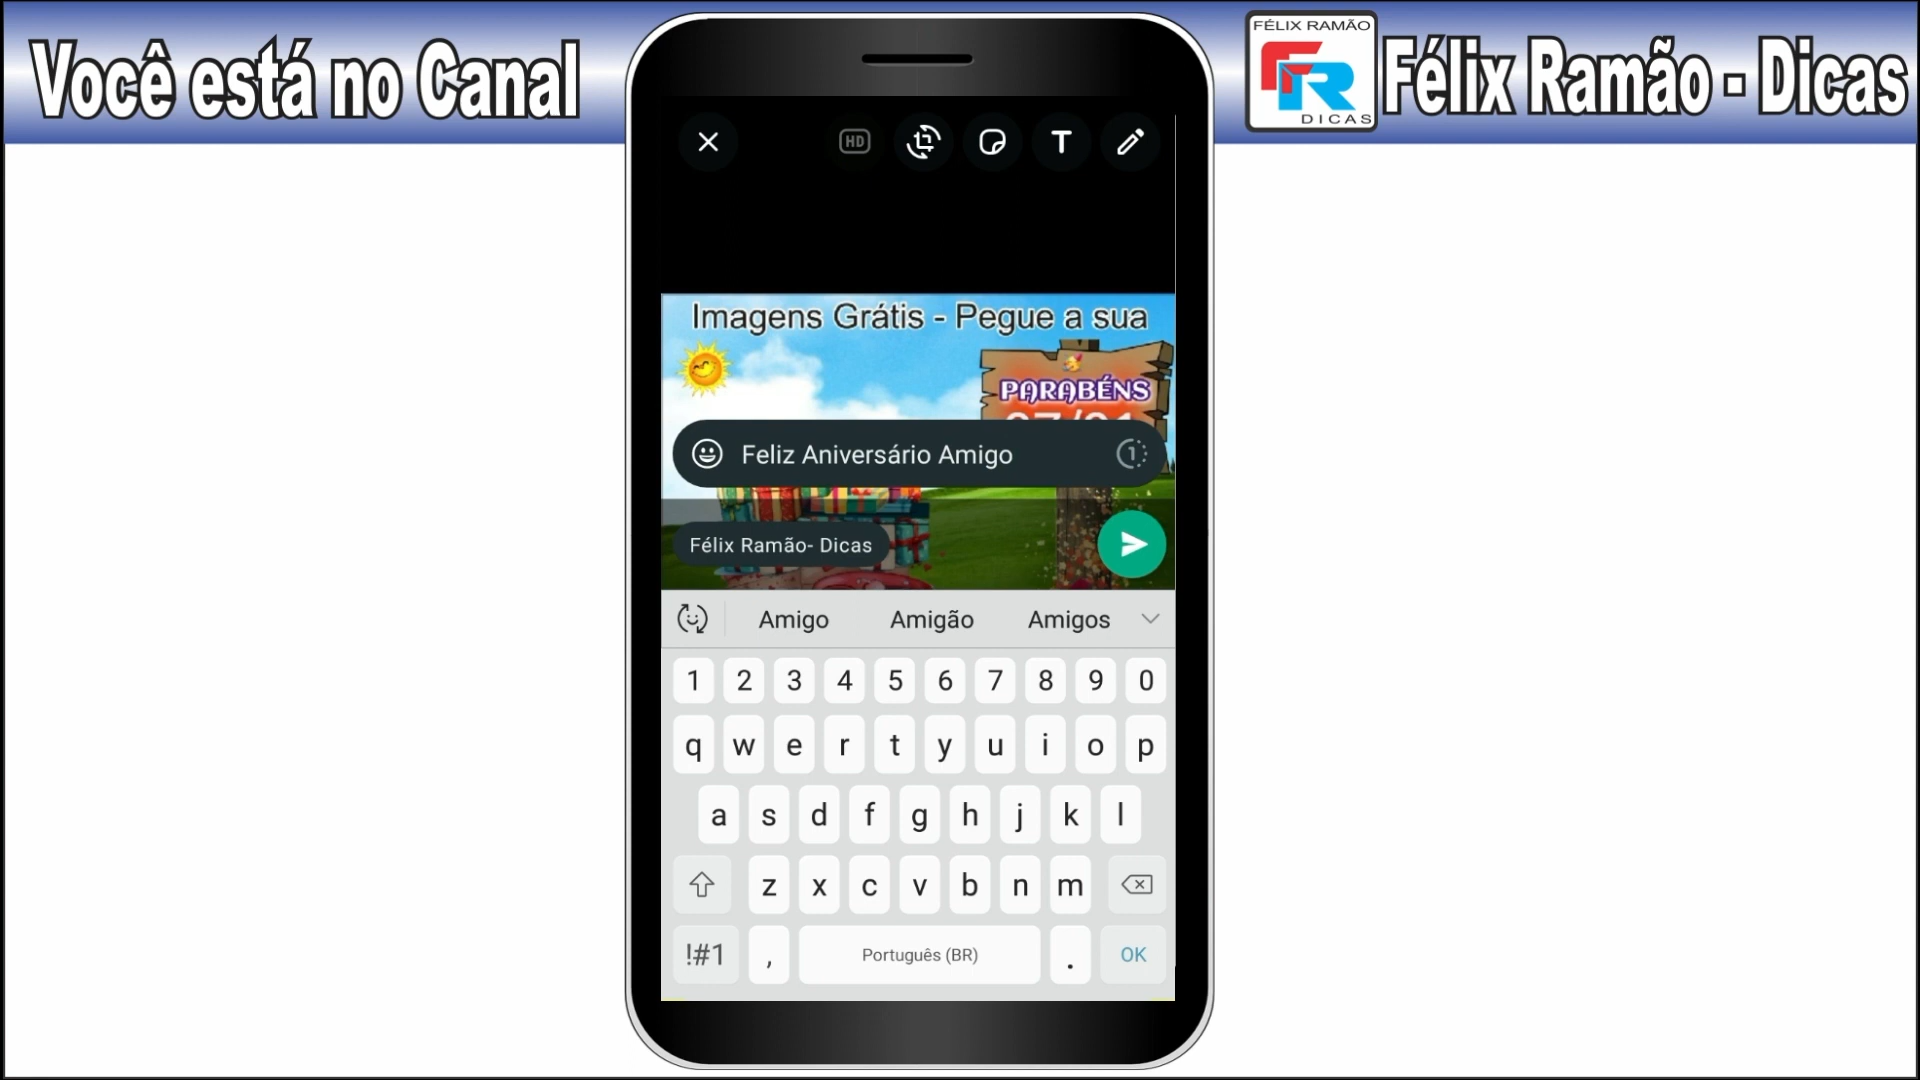 Você está no Canal
FÉLIX RAMÃO
FR
DICAS
Félix Ramão - Dicas
HD
T
Imagens Grátis - Pegue a sua
PARABÉNS
Feliz Aniversário Amigo
1
Félix Ramão- Dicas
Amigo Amigão Amigos
1 2 3 4 5 6 7 8 9 0
q w e r t y u i o p
a s d f g h j k l
z x c v b n m
!#1 , Português (BR) . OK